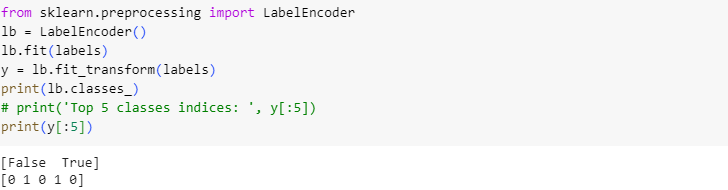 from sklearn.preprocessing import LabelEncoder
lb = LabelEncoder()
lb.fit(labels)
y = lb.fit_transform(labels)
print(lb.classes_)
# print('Top 5 classes indices: ', y[:5])
print(y[:5])
[False  True]
[0 1 0 1 0]